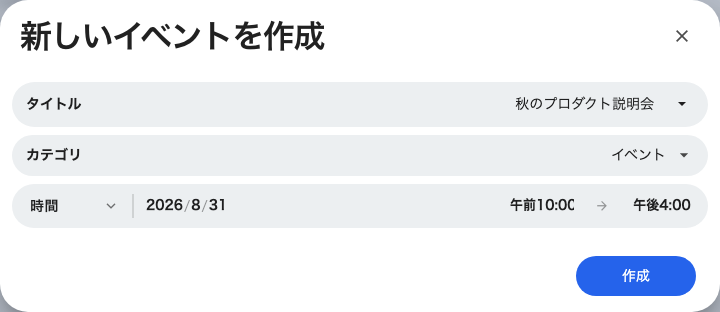 新しいイベントを作成
タイトル 秋のプロダクト説明会
カテゴリ イベント
時間 2026/8/31 午前10:00 → 午後4:00
作成